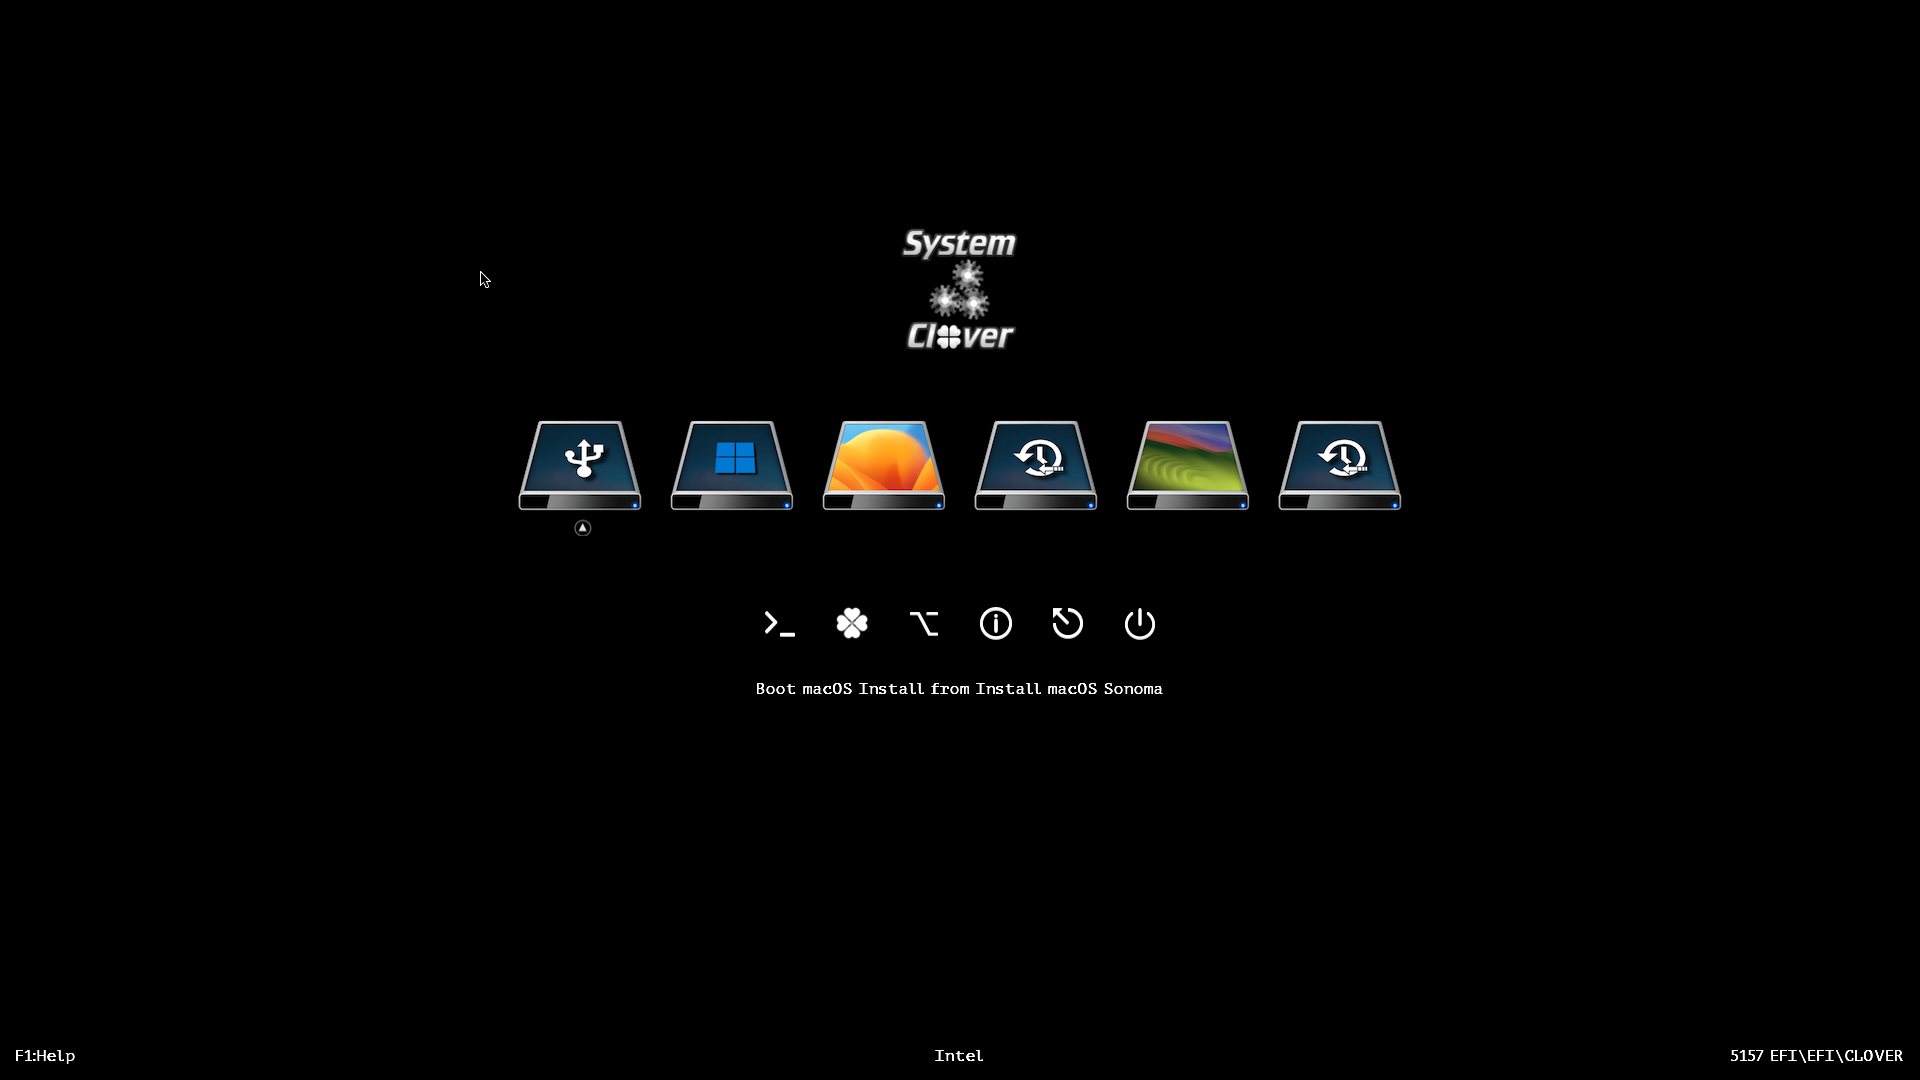 System
Clover
Boot macOS Install from Install macOS Sonoma
F1:Help
Intel
5157 EFI\EFI\CLOVER